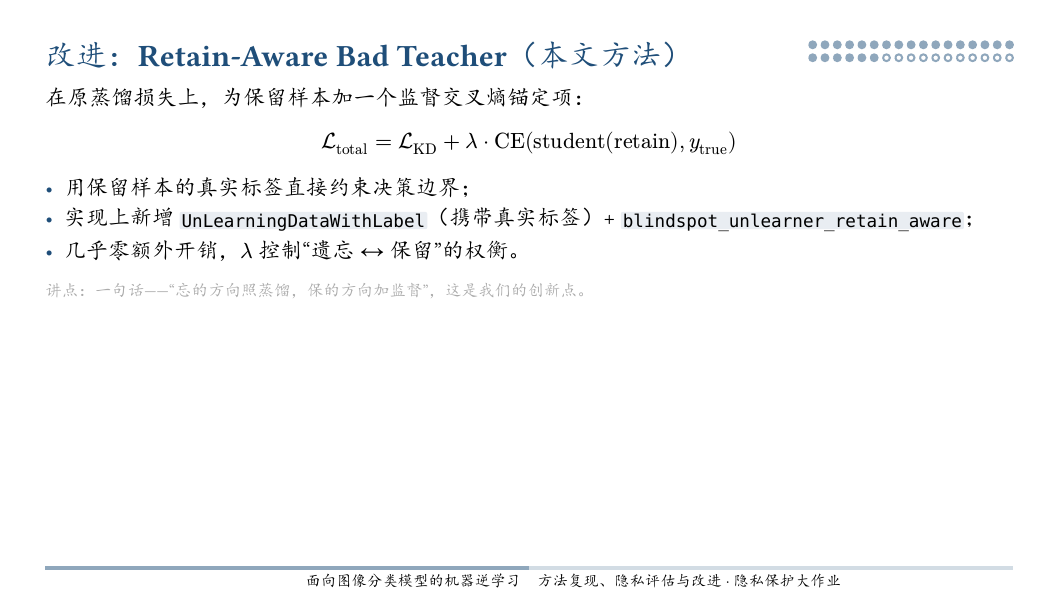 改进：Retain-Aware Bad Teacher（本文方法）
在原蒸馏损失上，为保留样本加一个监督交叉熵锚定项：
ℒ_total = ℒ_KD + λ · CE(student(retain), y_true)
• 用保留样本的真实标签直接约束决策边界；
• 实现上新增 UnLearningDataWithLabel（携带真实标签）+ blindspot_unlearner_retain_aware；
• 几乎零额外开销，λ 控制“遗忘 ↔ 保留”的权衡。
讲点：一句话——“忘的方向照蒸馏，保的方向加监督”，这是我们的创新点。
面向图像分类模型的机器逆学习 方法复现、隐私评估与改进 · 隐私保护大作业